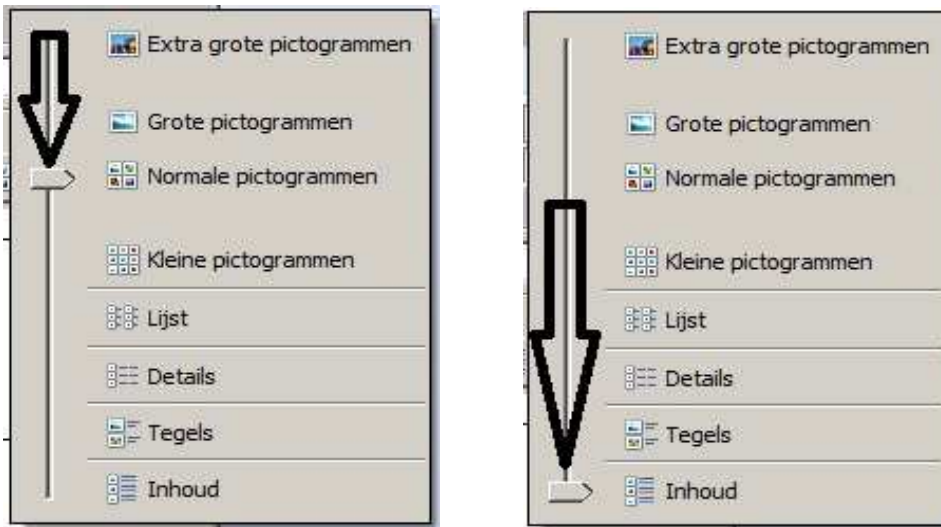 Extra grote pictogrammen
Grote pictogrammen
Normale pictogrammen
Kleine pictogrammen
Lijst
Details
Tegels
Inhoud
Extra grote pictogrammen
Grote pictogrammen
Normale pictogrammen
Kleine pictogrammen
Lijst
Details
Tegels
Inhoud